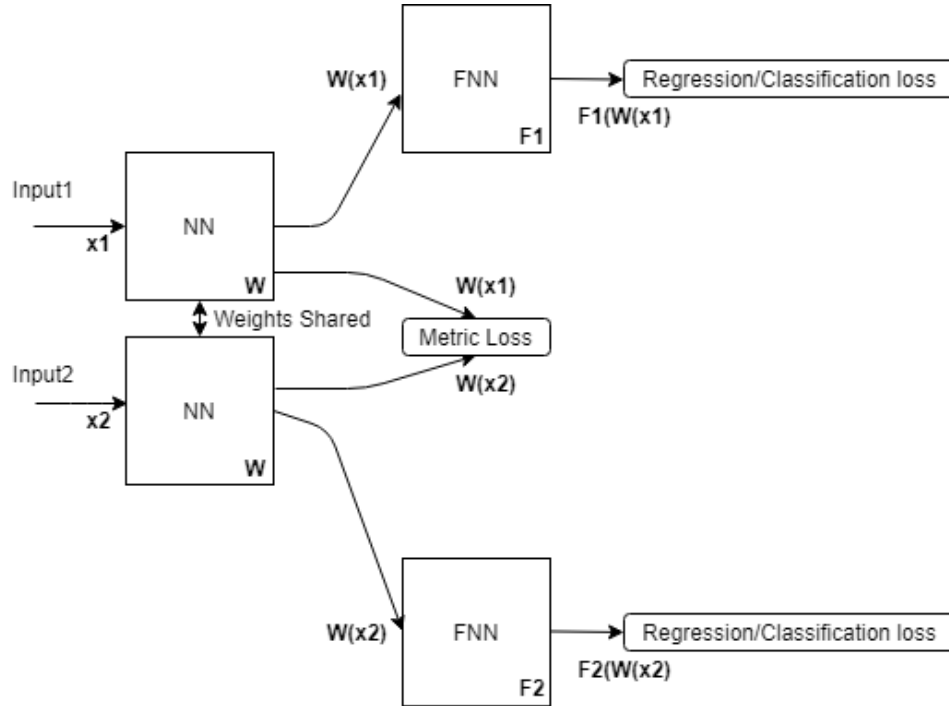 FNN
W(x1)
Regression/Classification loss
F1(W(x1)
F1
Input1
NN
x1
W
W(x1)
Weights Shared
Metric Loss
Input2
W(x2)
NN
x2
W
FNN
W(x2)
Regression/Classification loss
F2(W(x2)
F2